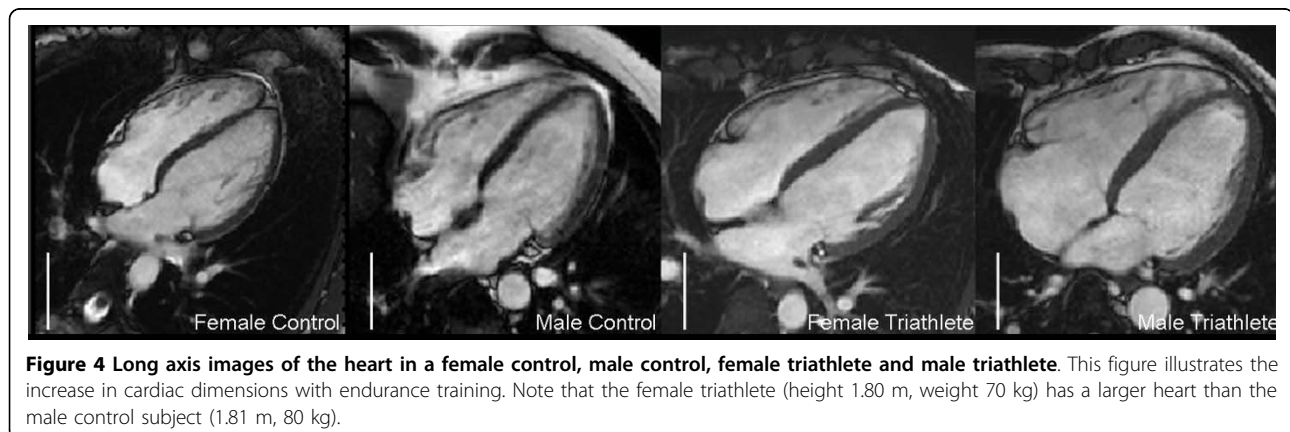 Female Control Male Control Female Triathlete Male Triathlete
Figure 4 Long axis images of the heart in a female control, male control, female triathlete and male triathlete. This figure illustrates the
increase in cardiac dimensions with endurance training. Note that the female triathlete (height 1.80 m, weight 70 kg) has a larger heart than the
male control subject (1.81 m, 80 kg).